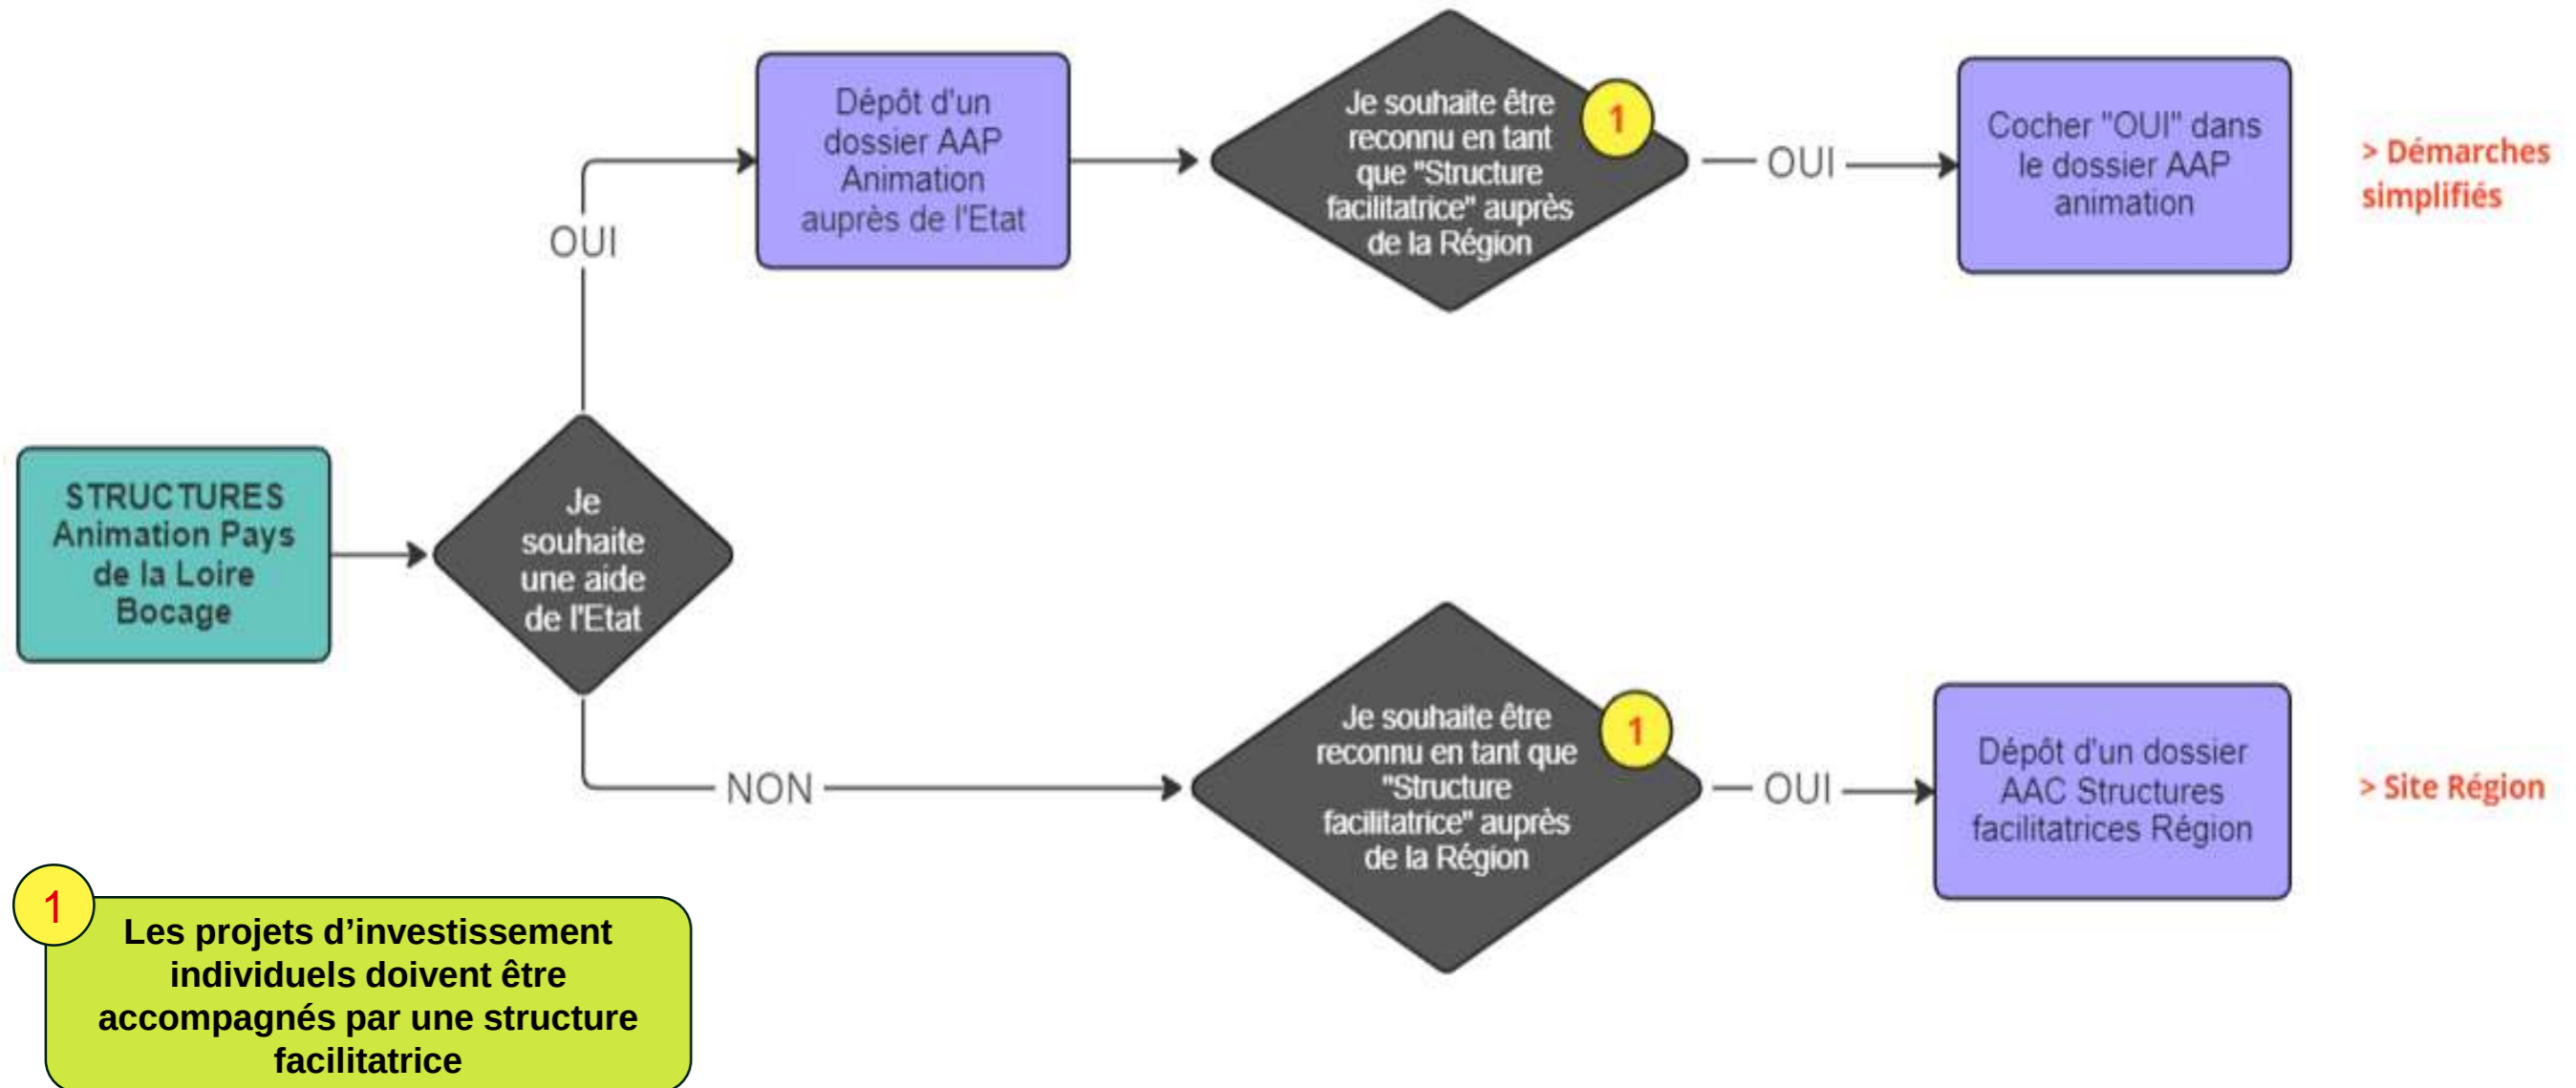 STRUCTURES
Animation Pays
de la Loire
Bocage
Je
souhaite
une aide
de l'Etat
OUI
Dépôt d'un
dossier AAP
Animation
auprès de l'Etat
Je souhaite être
reconnu en tant
que "Structure
facilitatrice" auprès
de la Région
1
OUI
Cocher "OUI" dans
le dossier AAP
animation
> Démarches
simplifiés
NON
Je souhaite être
reconnu en tant que
"Structure
facilitatrice" auprès
de la Région
1
OUI
Dépôt d'un dossier
AAC Structures
facilitatrices Région
> Site Région
1
Les projets d’investissement
individuels doivent être
accompagnés par une structure
facilitatrice